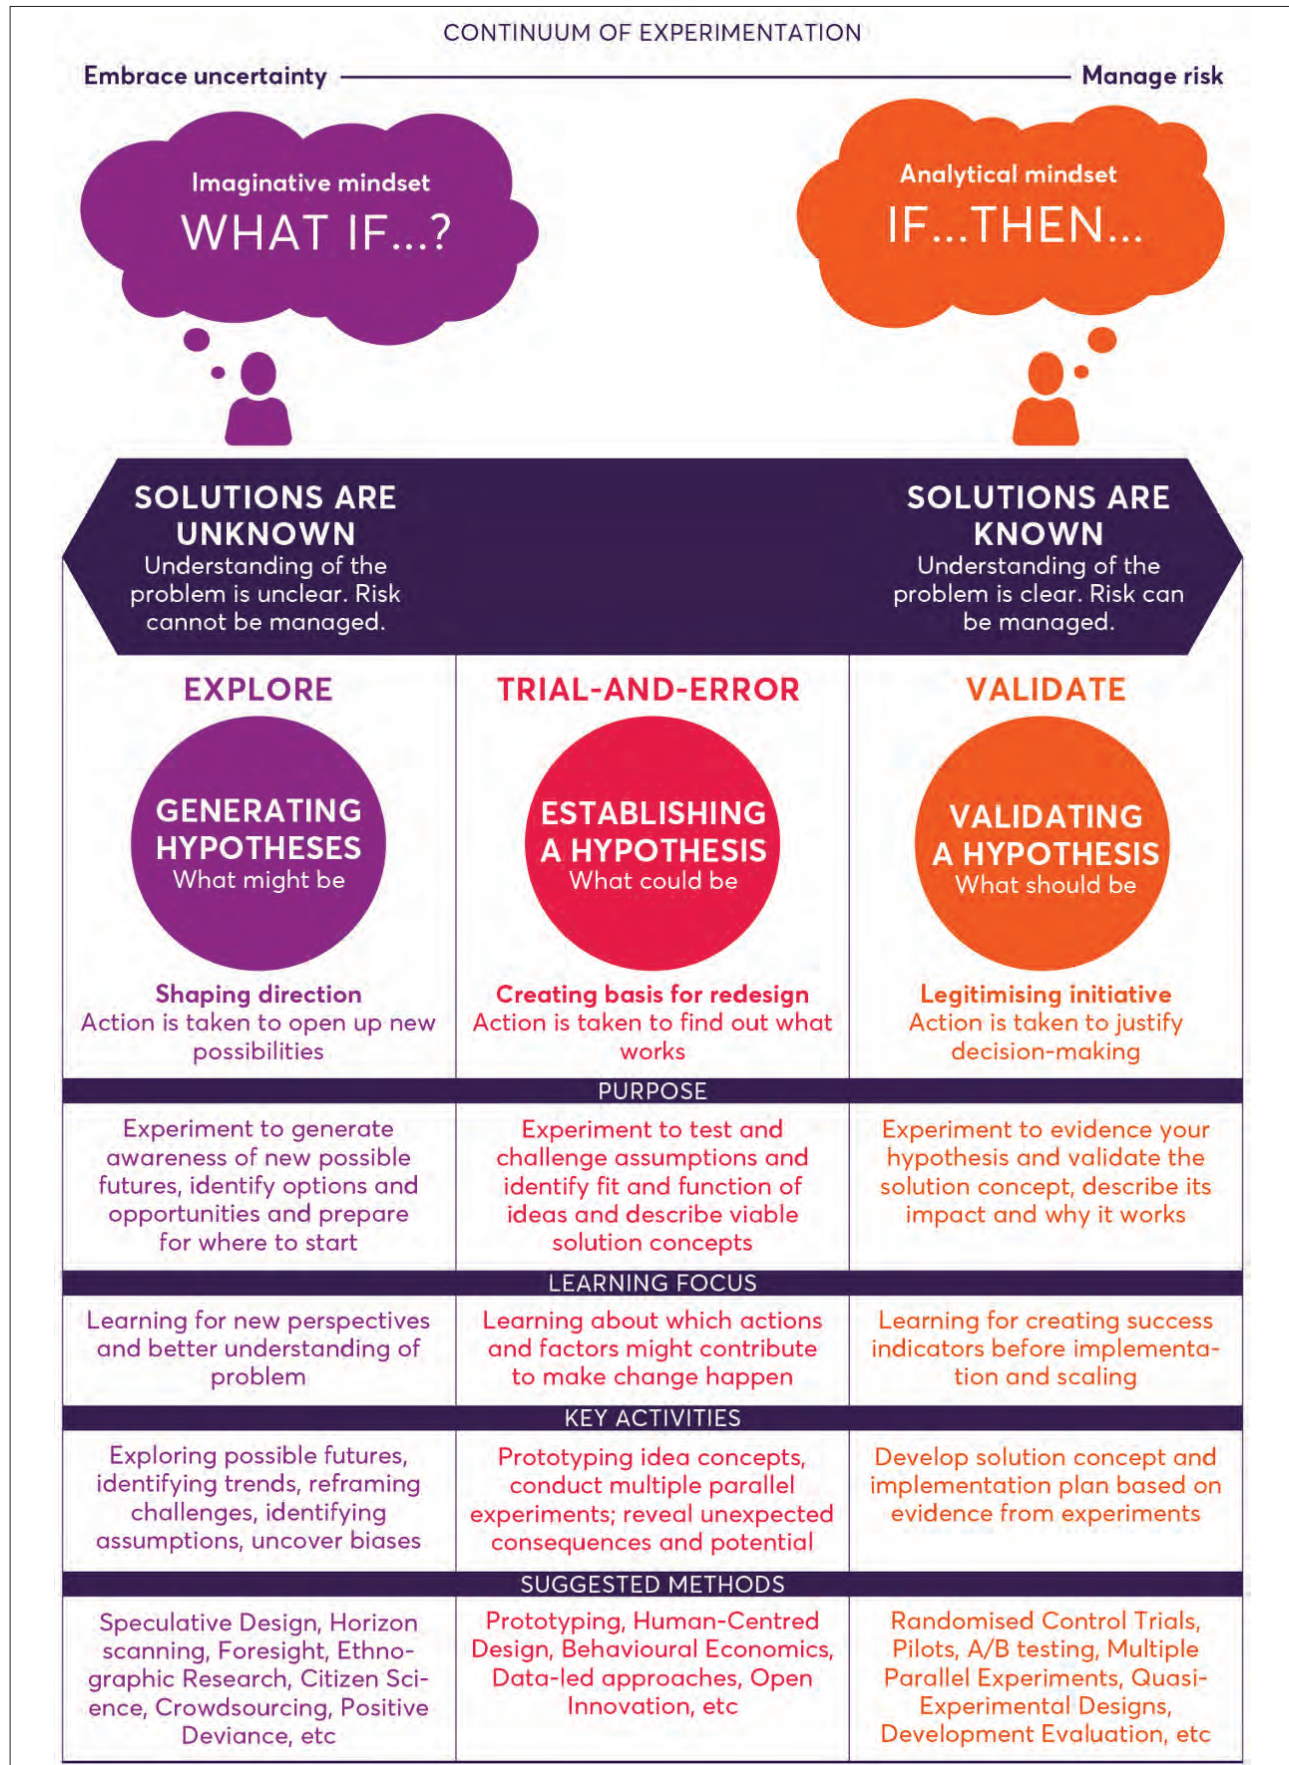 CONTINUUM OF EXPERIMENTATION
Embrace uncertainty
Manage risk
Imaginative mindset
WHAT IF...?
Analytical mindset
IF...THEN...
SOLUTIONS ARE
UNKNOWN
Understanding of the
problem is unclear. Risk
cannot be managed.
SOLUTIONS ARE
KNOWN
Understanding of the
problem is clear. Risk can
be managed.
EXPLORE
GENERATING
HYPOTHESES
What might be
Shaping direction
Action is taken to open up new
possibilities
TRIAL-AND-ERROR
ESTABLISHING
A HYPOTHESIS
What could be
Creating basis for redesign
Action is taken to find out what
works
VALIDATE
VALIDATING
A HYPOTHESIS
What should be
Legitimising initiative
Action is taken to justify
decision-making
PURPOSE
Experiment to generate
awareness of new possible
futures, identify options and
opportunities and prepare
for where to start
Experiment to test and
challenge assumptions and
identify fit and function of
ideas and describe viable
solution concepts
Experiment to evidence your
hypothesis and validate the
solution concept, describe its
impact and why it works
LEARNING FOCUS
Learning for new perspectives
and better understanding of
problem
Learning about which actions
and factors might contribute
to make change happen
Learning for creating success
indicators before implementa-
tion and scaling
KEY ACTIVITIES
Exploring possible futures,
identifying trends, reframing
challenges, identifying
assumptions, uncover biases
Prototyping idea concepts,
conduct multiple parallel
experiments; reveal unexpected
consequences and potential
Develop solution concept and
implementation plan based on
evidence from experiments
SUGGESTED METHODS
Speculative Design, Horizon
scanning, Foresight, Ethno-
graphic Research, Citizen Sci-
ence, Crowdsourcing, Positive
Deviance, etc
Prototyping, Human-Centred
Design, Behavioural Economics,
Data-led approaches, Open
Innovation, etc
Randomised Control Trials,
Pilots, A/B testing, Multiple
Parallel Experiments, Quasi-
Experimental Designs,
Development Evaluation, etc